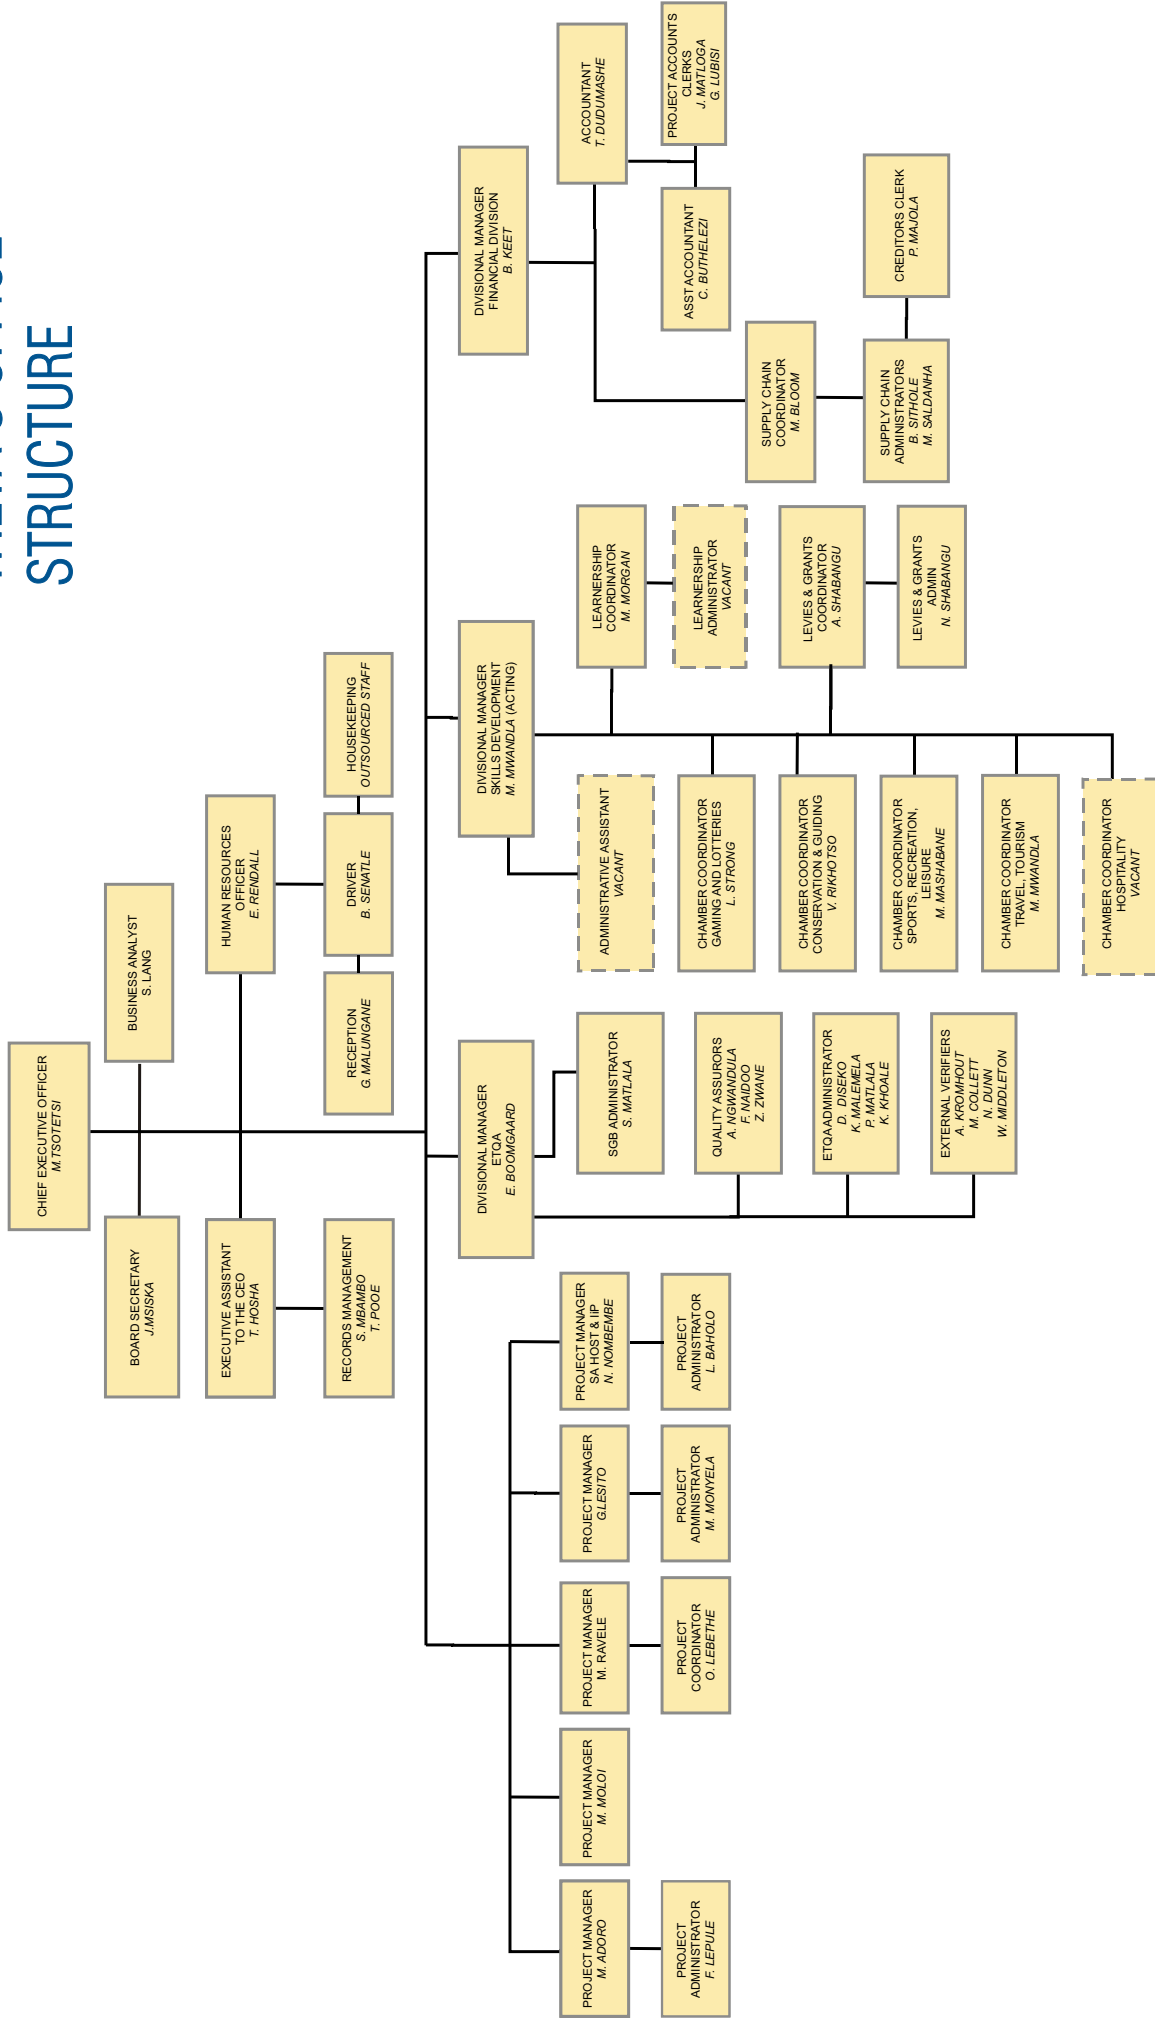 STRUCTURE
CHIEF EXECUTIVE OFFICER
M.TSOTETSI
BOARD SECRETARY
J.MSISKA
BUSINESS ANALYST
S. LANG
EXECUTIVE ASSISTANT
TO THE CEO
T. HOSHA
HUMAN RESOURCES
OFFICER
E. RENDALL
RECORDS MANAGEMENT
S. MBAMBO
T. POOE
RECEPTION
G. MALUNGANE
DRIVER
B. SENATLE
HOUSEKEEPING
OUTSOURCED STAFF
DIVISIONAL MANAGER
ETQA
E. BOOMGAARD
DIVISIONAL MANAGER
SKILLS DEVELOPMENT
M. MWANDLA (ACTING)
DIVISIONAL MANAGER
FINANCIAL DIVISION
B. KEET
PROJECT MANAGER
M. ADORO
PROJECT MANAGER
M. MOLOI
PROJECT MANAGER
M. RAVELE
PROJECT MANAGER
G.LESITO
PROJECT MANAGER
SA HOST & IiP
N. NOMBEMBE
PROJECT
ADMINISTRATOR
F. LEPULE
PROJECT
COORDINATOR
O. LEBETHE
PROJECT
ADMINISTRATOR
M. MONYELA
PROJECT
ADMINISTRATOR
L. BAHOLO
SGB ADMINISTRATOR
S. MATLALA
QUALITY ASSURORS
A. NGWANDULA
F. NAIDOO
Z. ZWANE
ETQA ADMINISTRATOR
D. DISEKO
K. MALEMELA
P. MATLALA
K. KHOALE
EXTERNAL VERIFIERS
A. KROMHOUT
M. COLLETT
N. DUNN
W. MIDDLETON
ADMINISTRATIVE ASSISTANT
VACANT
CHAMBER COORDINATOR
GAMING AND LOTTERIES
L. STRONG
CHAMBER COORDINATOR
CONSERVATION & GUIDING
V. RIKHOTSO
CHAMBER COORDINATOR
SPORTS, RECREATION,
LEISURE
M. MASHABANE
CHAMBER COORDINATOR
TRAVEL, TOURISM
M. MWANDLA
CHAMBER COORDINATOR
HOSPITALITY
VACANT
LEARNERSHIP
COORDINATOR
M. MORGAN
LEARNERSHIP
ADMINISTRATOR
VACANT
LEVIES & GRANTS
COORDINATOR
A. SHABANGU
LEVIES & GRANTS
ADMIN
N. SHABANGU
ACCOUNTANT
T. DUDUMASHE
ASST ACCOUNTANT
C. BUTHELEZI
PROJECT ACCOUNTS
CLERKS
J. MATLOGA
G. LUBISI
SUPPLY CHAIN
COORDINATOR
M. BLOOM
SUPPLY CHAIN
ADMINISTRATORS
B. SITHOLE
M. SALDANHA
CREDITORS CLERK
P. MAJOLA